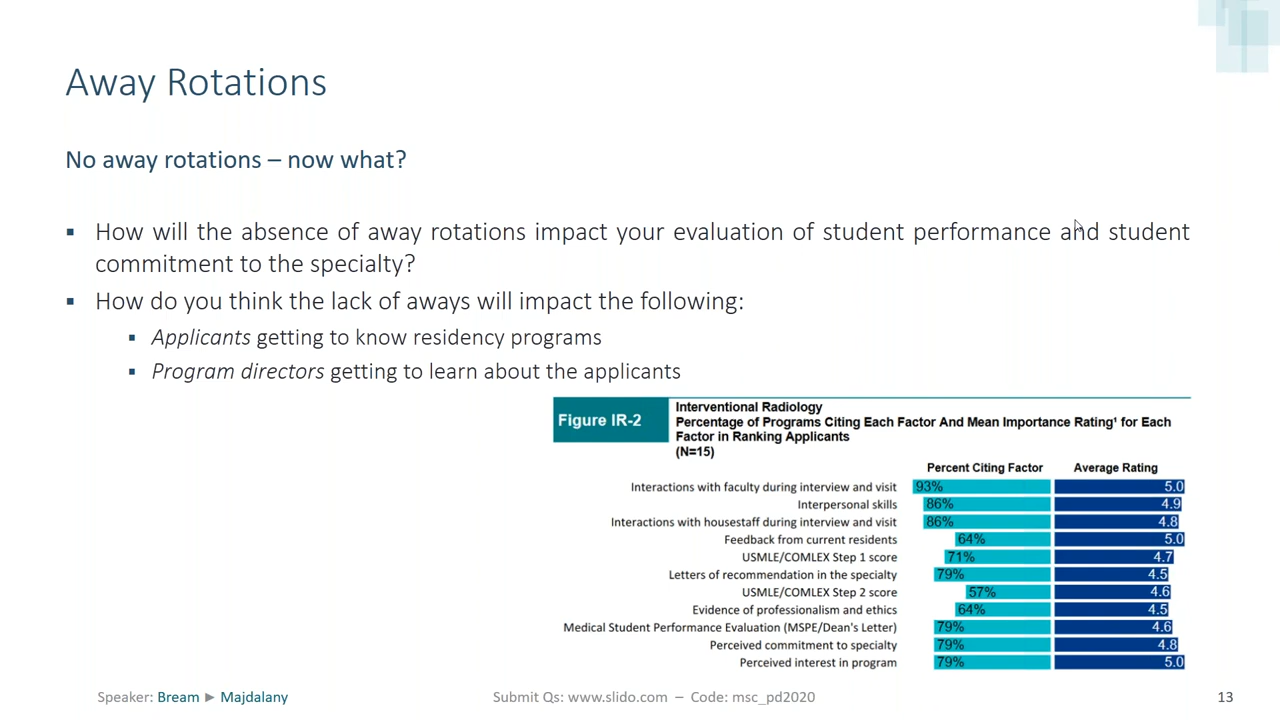 Away Rotations
No away rotations – now what?
▪ How will the absence of away rotations impact your evaluation of student performance and student
commitment to the specialty?
▪ How do you think the lack of aways will impact the following:
▪ Applicants getting to know residency programs
▪ Program directors getting to learn about the applicants
Figure IR-2
Interventional Radiology
Percentage of Programs Citing Each Factor And Mean Importance Rating¹ for Each
Factor in Ranking Applicants
(N=15)
Percent Citing Factor Average Rating
Interactions with faculty during interview and visit 93% 5.0
Interpersonal skills 86% 4.9
Interactions with housestaff during interview and visit 86% 4.8
Feedback from current residents 64% 5.0
USMLE/COMLEX Step 1 score 71% 4.7
Letters of recommendation in the specialty 79% 4.5
USMLE/COMLEX Step 2 score 57% 4.6
Evidence of professionalism and ethics 64% 4.5
Medical Student Performance Evaluation (MSPE/Dean's Letter) 79% 4.6
Perceived commitment to specialty 79% 4.8
Perceived interest in program 79% 5.0
Speaker: Bream ► Majdalany
Submit Qs: www.slido.com – Code: msc_pd2020
13